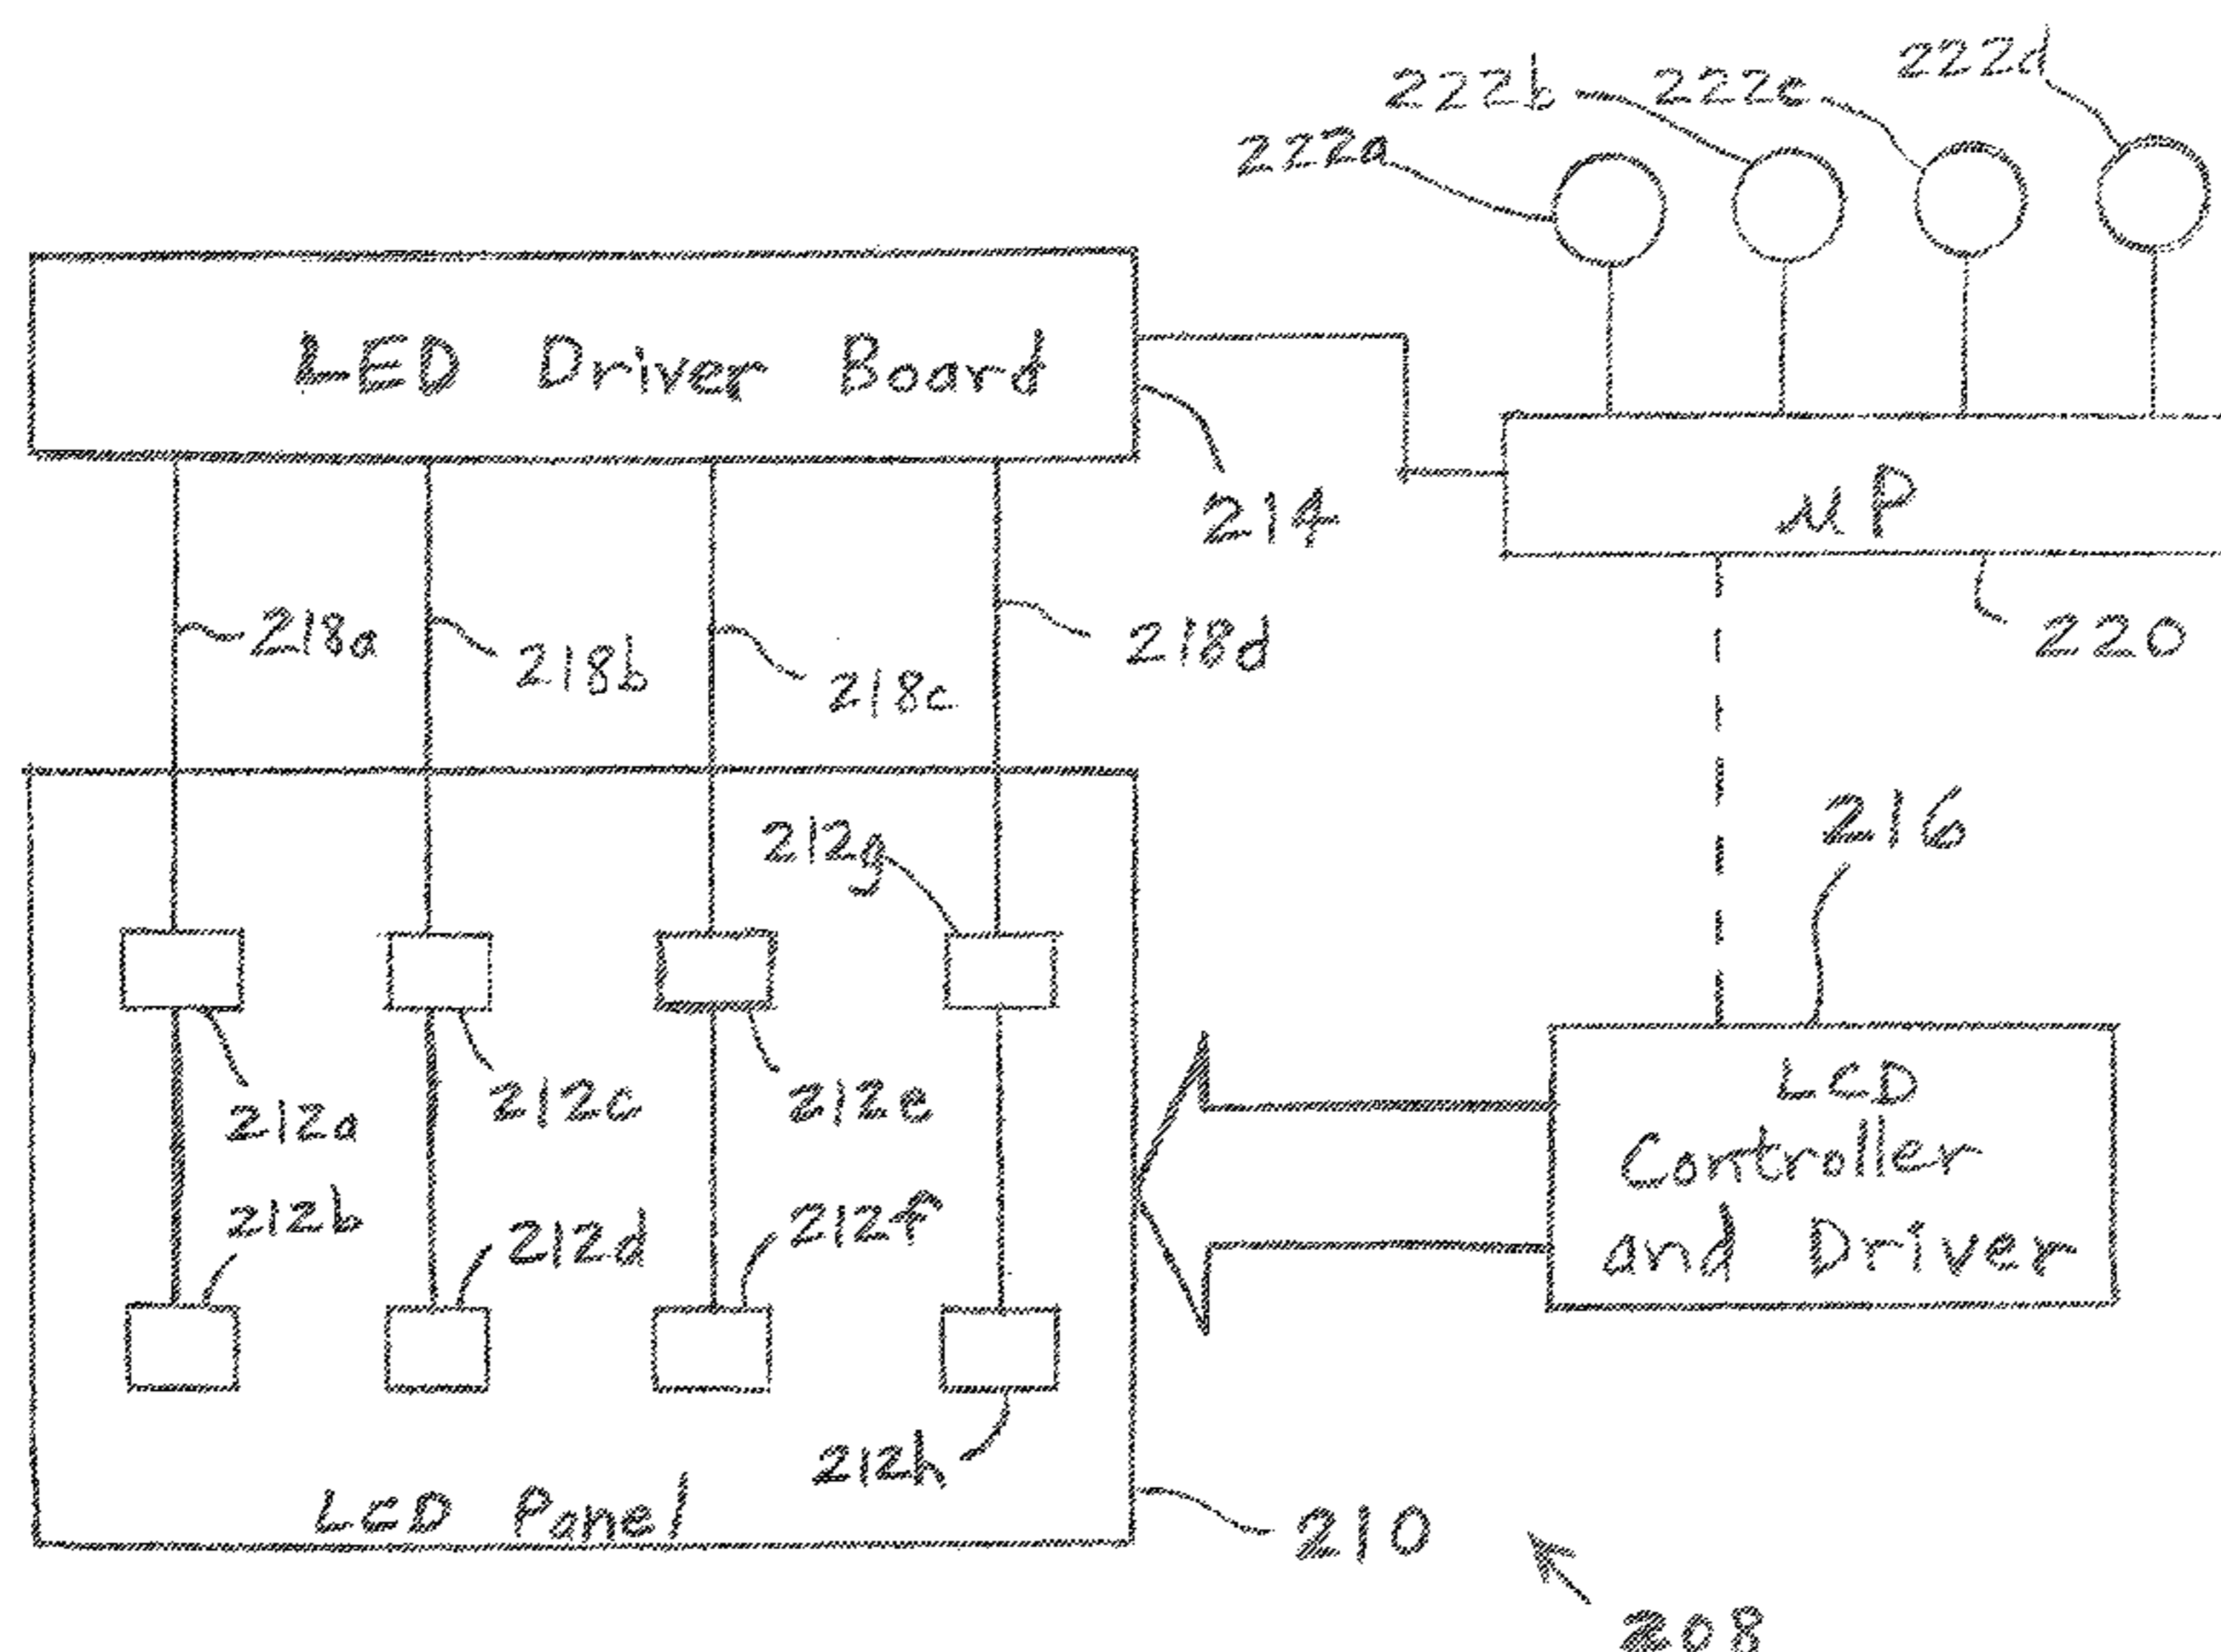 222d
222b 222c
222a
LED Driver Board
214
μP
220
218a
218b
218c
218d
212g
216
212a
212c
212e
LCD
Controller
and Driver
212b
212d
212f
212h
LCD Panel
210
208